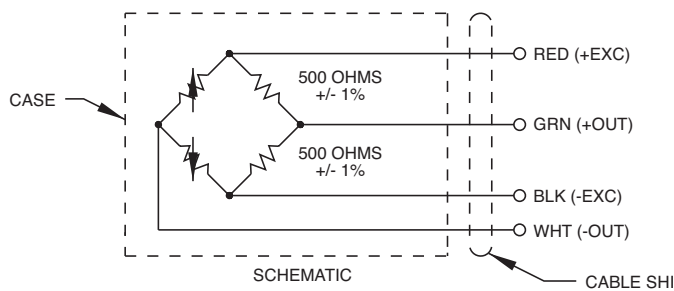 RED (+EXC)
500 OHMS
+/- 1%
CASE
GRN (+OUT)
500 OHMS
+/- 1%
BLK (-EXC)
WHT (-OUT)
SCHEMATIC
CABLE SHI